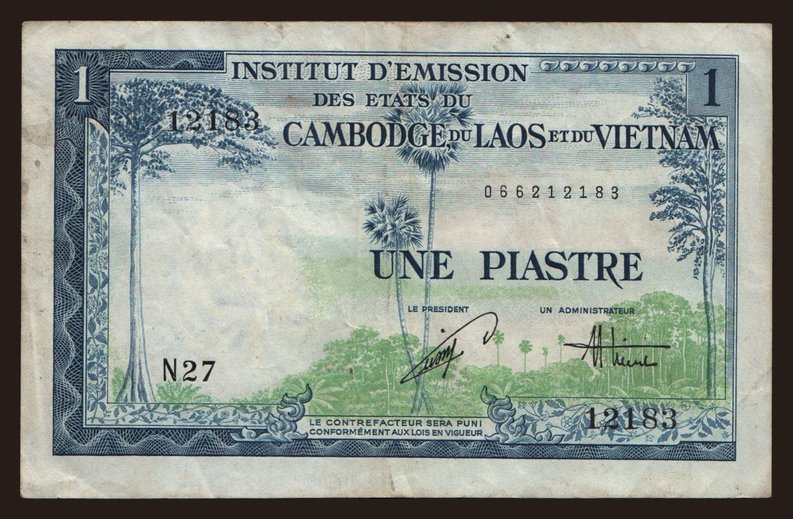 1 INSTITUT D'EMISSION 1
DES ETATS DU
12183
CAMBODGE, DU LAOS ET DU VIETNAM
066212183
UNE PIASTRE
LE PRESIDENT UN ADMINISTRATEUR
N27
12183
LE CONTREFACTEUR SERA PUNI
CONFORMÉMENT AUX LOIS EN VIGUEUR